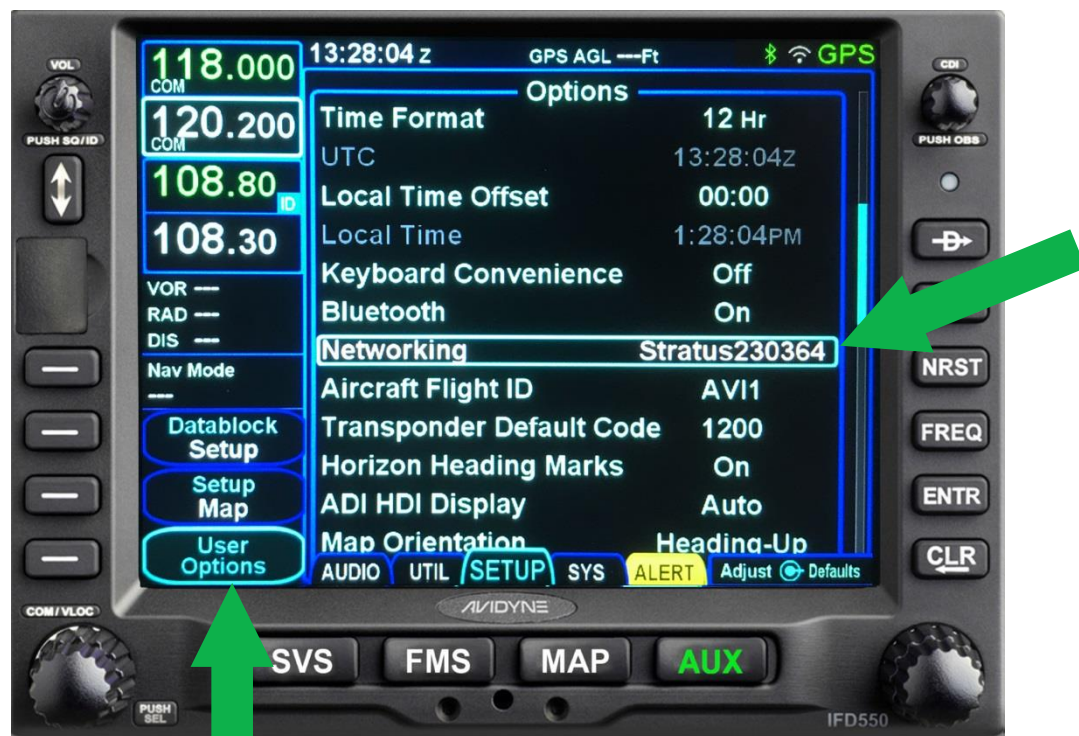 VOL
PUSH SQ/ID
118.000
COM
120.200
COM
108.80
ID
108.30
VOR ---
RAD ---
DIS ---
Nav Mode
---
Datablock
Setup
Setup
Map
User
Options
13:28:04 Z GPS AGL ---Ft GPS
Options
Time Format 12 Hr
UTC 13:28:04Z
Local Time Offset 00:00
Local Time 1:28:04PM
Keyboard Convenience Off
Bluetooth On
Networking Stratus230364
Aircraft Flight ID AVI1
Transponder Default Code 1200
Horizon Heading Marks On
ADI HDI Display Auto
Map Orientation Heading-Up
AUDIO UTIL SETUP SYS ALERT Adjust Defaults
CDI
PUSH OBS
D
NRST
FREQ
ENTR
CLR
COM/VLOC
AVIDYNE
SVS FMS MAP AUX
PUSH
SEL
IFD550